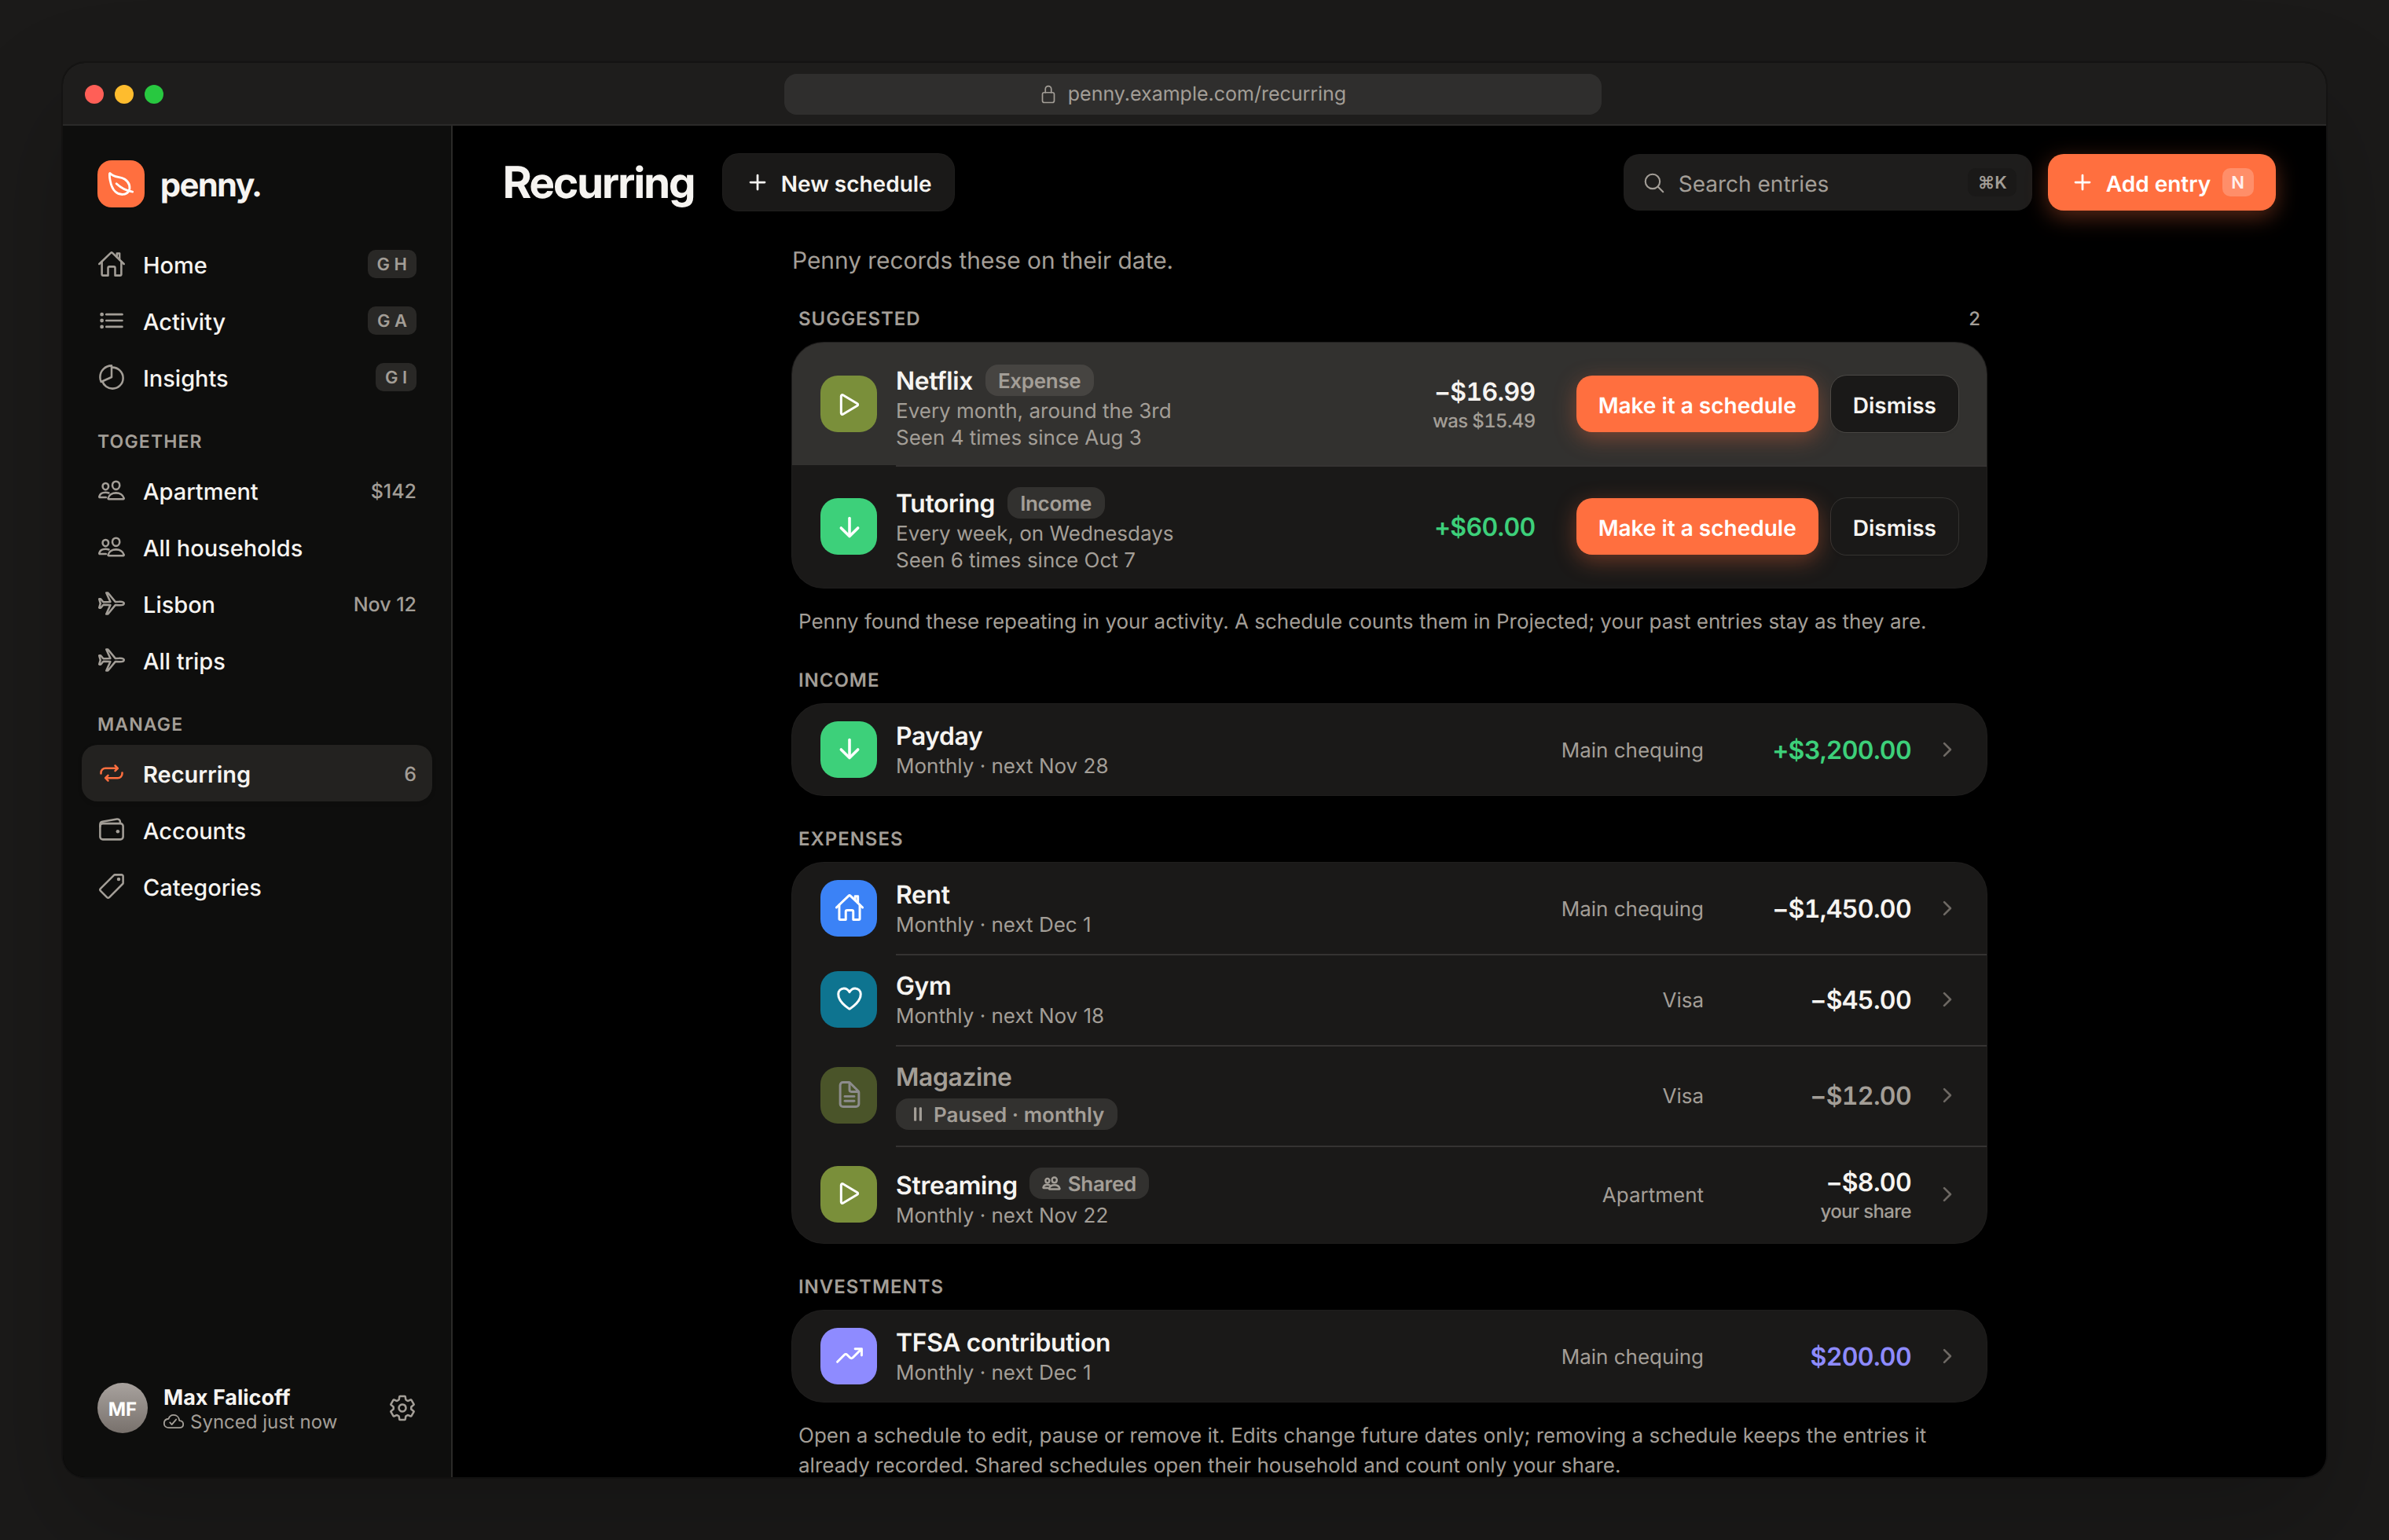 penny.example.com/recurring
penny.
Home G H
Activity G A
Insights G I
TOGETHER
Apartment $142
All households
Lisbon Nov 12
All trips
MANAGE
Recurring 6
Accounts
Categories
MF Max Falicoff
Synced just now
Recurring
+ New schedule
Search entries ⌘K
+ Add entry N
Penny records these on their date.
SUGGESTED 2
Netflix Expense
Every month, around the 3rd
Seen 4 times since Aug 3
−$16.99
was $15.49
Make it a schedule
Dismiss
Tutoring Income
Every week, on Wednesdays
Seen 6 times since Oct 7
+$60.00
Make it a schedule
Dismiss
Penny found these repeating in your activity. A schedule counts them in Projected; your past entries stay as they are.
INCOME
Payday
Monthly · next Nov 28
Main chequing
+$3,200.00
EXPENSES
Rent
Monthly · next Dec 1
Main chequing
−$1,450.00
Gym
Monthly · next Nov 18
Visa
−$45.00
Magazine
Paused · monthly
Visa
−$12.00
Streaming Shared
Monthly · next Nov 22
Apartment
−$8.00
your share
INVESTMENTS
TFSA contribution
Monthly · next Dec 1
Main chequing
$200.00
Open a schedule to edit, pause or remove it. Edits change future dates only; removing a schedule keeps the entries it
already recorded. Shared schedules open their household and count only your share.